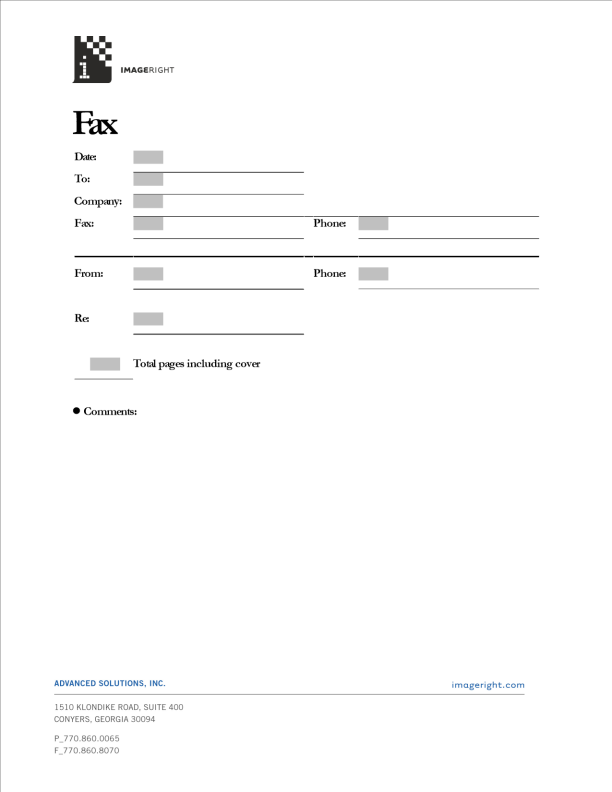 i
IMAGERIGHT
Fax
Date:
To:
Company:
Fax: Phone:
From: Phone:
Re:
Total pages including cover
● Comments:
ADVANCED SOLUTIONS, INC. imageright.com
1510 KLONDIKE ROAD, SUITE 400
CONYERS, GEORGIA 30094
P_770.860.0065
F_770.860.8070